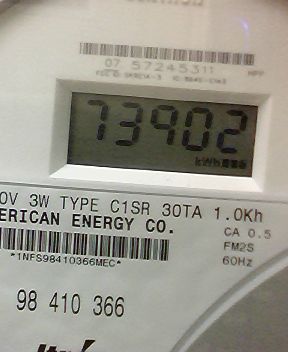 07 57245311
73902
kWh
0V 3W TYPE C1SR 30TA 1.0Kh
ERICAN ENERGY CO.
CA 0.5
FM2S
60Hz
*1NFS98410366MEC*
98 410 366